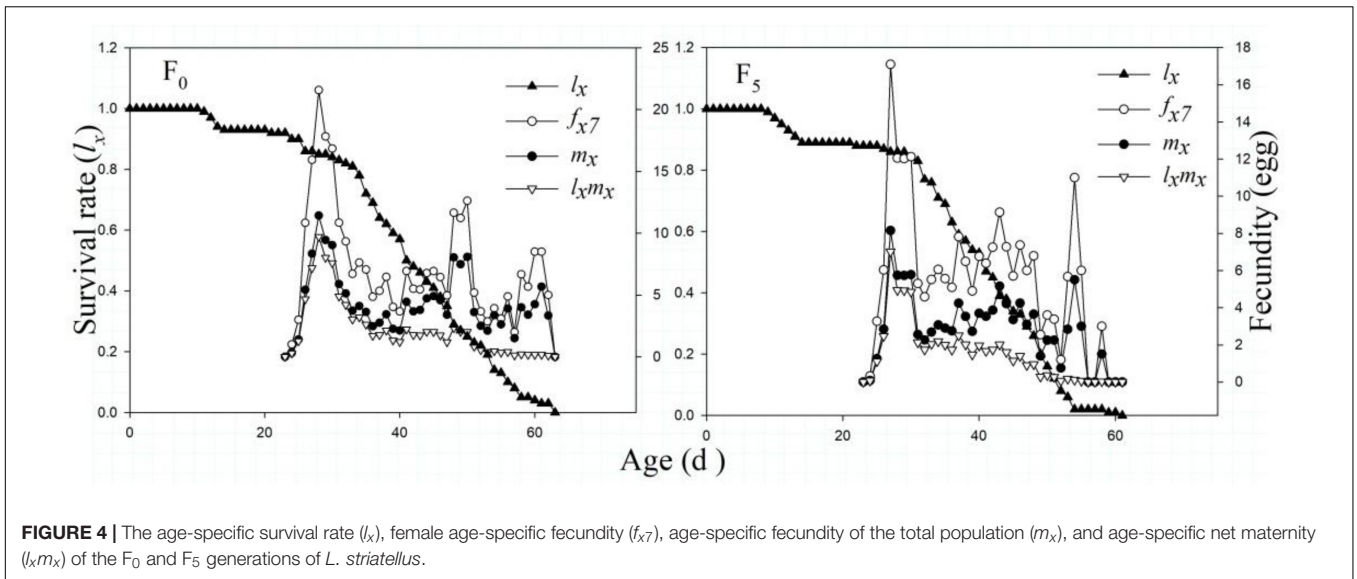 F0
F5
lx
fx7
mx
lxmx
lx
fx7
mx
lxmx
Survival rate (lx)
Fecundity (egg)
1.2
1.0
0.8
0.6
0.4
0.2
0.0
25
20
15
10
5
0
1.2
1.0
0.8
0.6
0.4
0.2
0.0
18
16
14
12
10
8
6
4
2
0
0
20
40
60
0
20
40
60
Age (d )
FIGURE 4 | The age-specific survival rate (lx), female age-specific fecundity (fx7), age-specific fecundity of the total population (mx), and age-specific net maternity
(lxmx) of the F0 and F5 generations of L. striatellus.